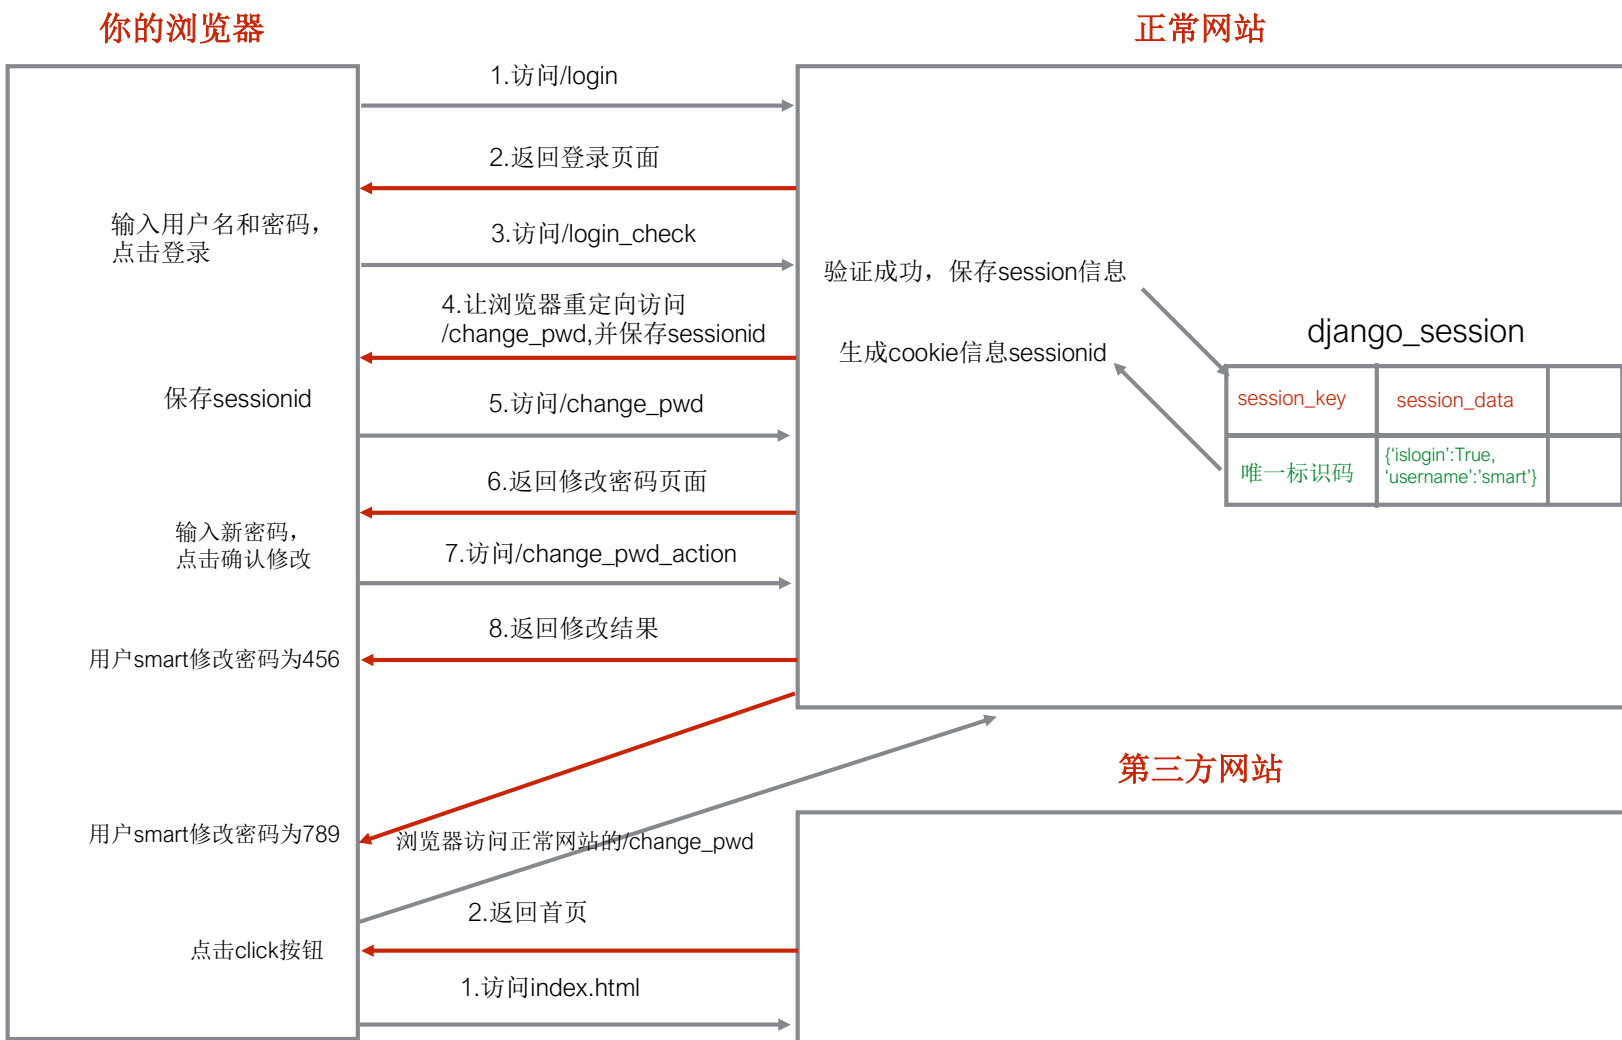 你的浏览器
正常网站
1.访问/login
2.返回登录页面
输入用户名和密码，
点击登录
3.访问/login_check
验证成功，保存session信息
4.让浏览器重定向访问
/change_pwd,并保存sessionid
django_session
生成cookie信息sessionid
保存sessionid
5.访问/change_pwd
session_key
session_data
唯一标识码
{‘islogin’:True,
‘username’:’smart’}
6.返回修改密码页面
输入新密码，
点击确认修改
7.访问/change_pwd_action
8.返回修改结果
用户smart修改密码为456
第三方网站
用户smart修改密码为789
浏览器访问正常网站的/change_pwd
2.返回首页
点击click按钮
1.访问index.html